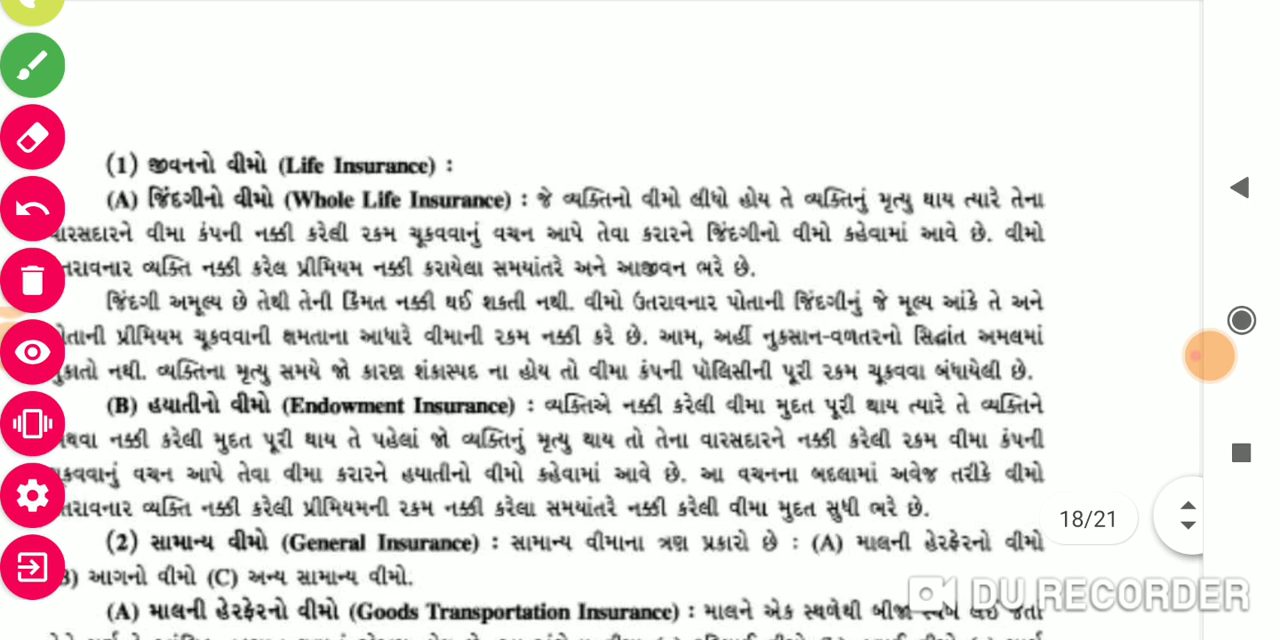 (1) જીવનનો વીમો (Life Insurance) :
(A) જિંદગીનો વીમો (Whole Life Insurance) : જે વ્યક્તિનો વીમો લીધો હોય તે વ્યક્તિનું મૃત્યુ થાય ત્યારે તેના
વારસદારને વીમા કંપની નક્કી કરેલી રકમ ચૂકવવાનું વચન આપે તેવા કરારને જિંદગીનો વીમો કહેવામાં આવે છે. વીમો
તરાવનાર વ્યક્તિ નક્કી કરેલ પ્રીમિયમ નક્કી કરાયેલા સમયાંતરે અને આજીવન ભરે છે.
જિંદગી અમૂલ્ય છે તેથી તેની કિંમત નક્કી થઈ શકતી નથી. વીમો ઉતરાવનાર પોતાની જિંદગીનું જે મૂલ્ય આંકે તે અને
પોતાની પ્રીમિયમ ચૂકવવાની ક્ષમતાના આધારે વીમાની રકમ નક્કી કરે છે. આમ, અહીં નુકસાન-વળતરનો સિદ્ધાંત અમલમાં
મુકાતો નથી. વ્યક્તિના મૃત્યુ સમયે જો કારણ શંકાસ્પદ ના હોય તો વીમા કંપની પૉલિસીની પૂરી રકમ ચૂકવવા બંધાયેલી છે.
(B) હયાતીનો વીમો (Endowment Insurance) : વ્યક્તિએ નક્કી કરેલી વીમા મુદત પૂરી થાય ત્યારે તે વ્યક્તિને
અથવા નક્કી કરેલી મુદત પૂરી થાય તે પહેલાં જો વ્યક્તિનું મૃત્યુ થાય તો તેના વારસદારને નક્કી કરેલી રકમ વીમા કંપની
ચૂકવવાનું વચન આપે તેવા વીમા કરારને હયાતીનો વીમો કહેવામાં આવે છે. આ વચનના બદલામાં અવેજ તરીકે વીમો
તરાવનાર વ્યક્તિ નક્કી કરેલી પ્રીમિયમની રકમ નક્કી કરેલા સમયાંતરે નક્કી કરેલી વીમા મુદત સુધી ભરે છે.
18/21
(2) સામાન્ય વીમો (General Insurance) : સામાન્ય વીમાના ત્રણ પ્રકારો છે : (A) માલની હેરફેરનો વીમો
B) આગનો વીમો (C) અન્ય સામાન્ય વીમો.
DU RECORDER
(A) માલની હેરફેરનો વીમો (Goods Transportation Insurance) : માલને એક સ્થળેથી બીજા સ્થળે લઈ જતા